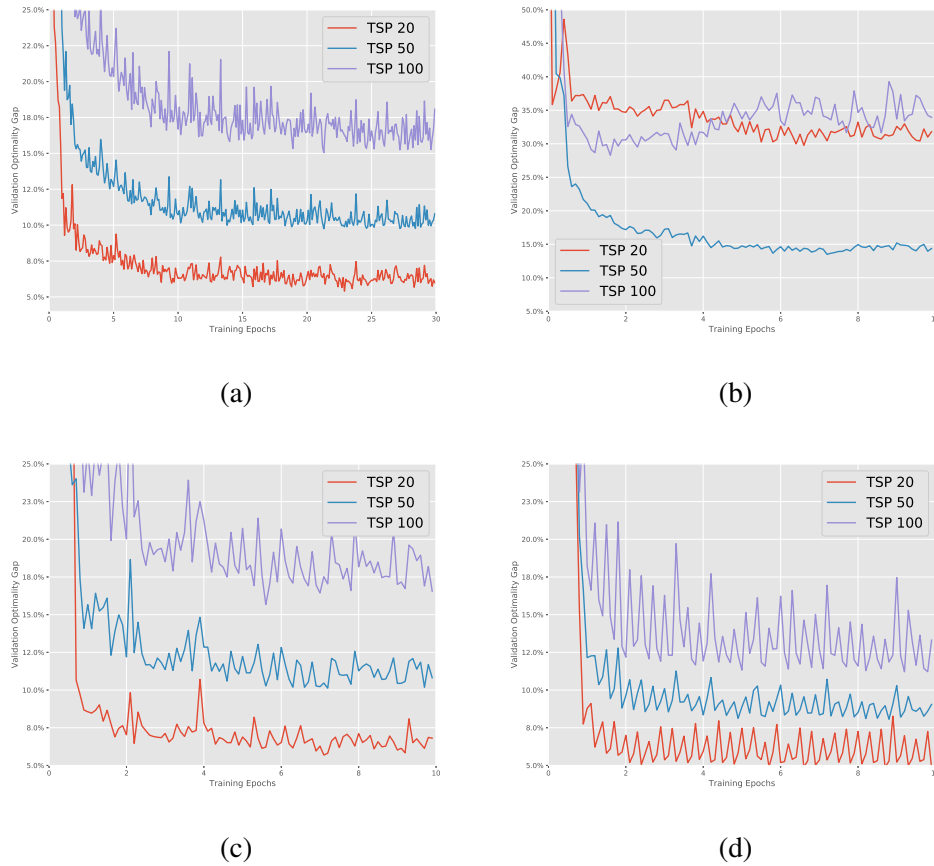 25.0%
22.0%
20.0%
18.0%
15.0%
12.0%
10.0%
8.0%
5.0%
Validation Optimality Gap
TSP 20
TSP 50
TSP 100
0 5 10 15 20 25 30
Training Epochs
(a)
50.0%
45.0%
40.0%
35.0%
30.0%
25.0%
20.0%
15.0%
10.0%
5.0%
Validation Optimality Gap
TSP 20
TSP 50
TSP 100
0 2 4 6 8 1
Training Epochs
(b)
25.0%
23.0%
20.0%
18.0%
15.0%
12.0%
10.0%
8.0%
5.0%
Validation Optimality Gap
TSP 20
TSP 50
TSP 100
0 2 4 6 8 10
Training Epochs
(c)
25.0%
23.0%
20.0%
18.0%
15.0%
12.0%
10.0%
8.0%
5.0%
Validation Optimality Gap
TSP 20
TSP 50
TSP 100
0 2 4 6 8 1
Training Epochs
(d)